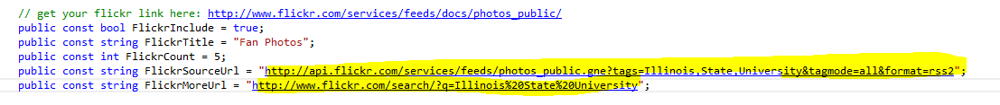 // get your flickr link here: http://www.flickr.com/services/feeds/docs/photos_public/
public const bool FlickrInclude = true;
public const string FlickrTitle = "Fan Photos";
public const int FlickrCount = 5;
public const string FlickrSourceUrl = "http://api.flickr.com/services/feeds/photos_public.gne?tags=Illinois,State,University&tagmode=all&format=rss2";
public const string FlickrMoreUrl = "http://www.flickr.com/search/?q=Illinois%20State%20University";